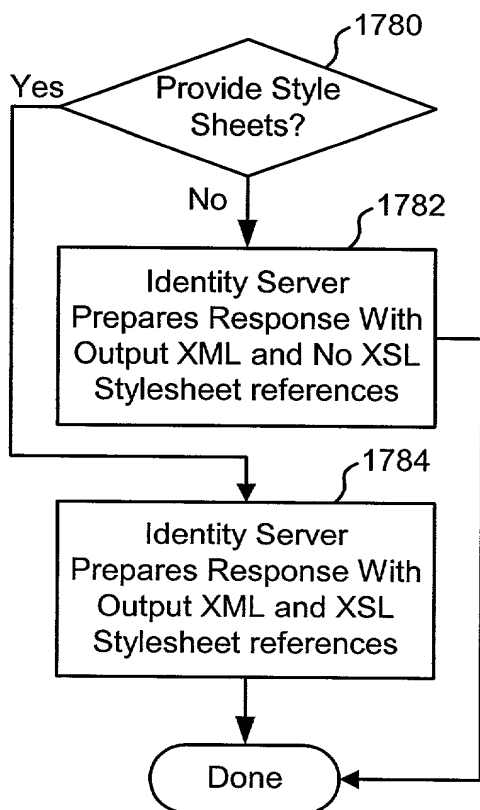 1780
Yes
Provide Style
Sheets?
No
1782
Identity Server
Prepares Response With
Output XML and No XSL
Stylesheet references
1784
Identity Server
Prepares Response With
Output XML and XSL
Stylesheet references
Done